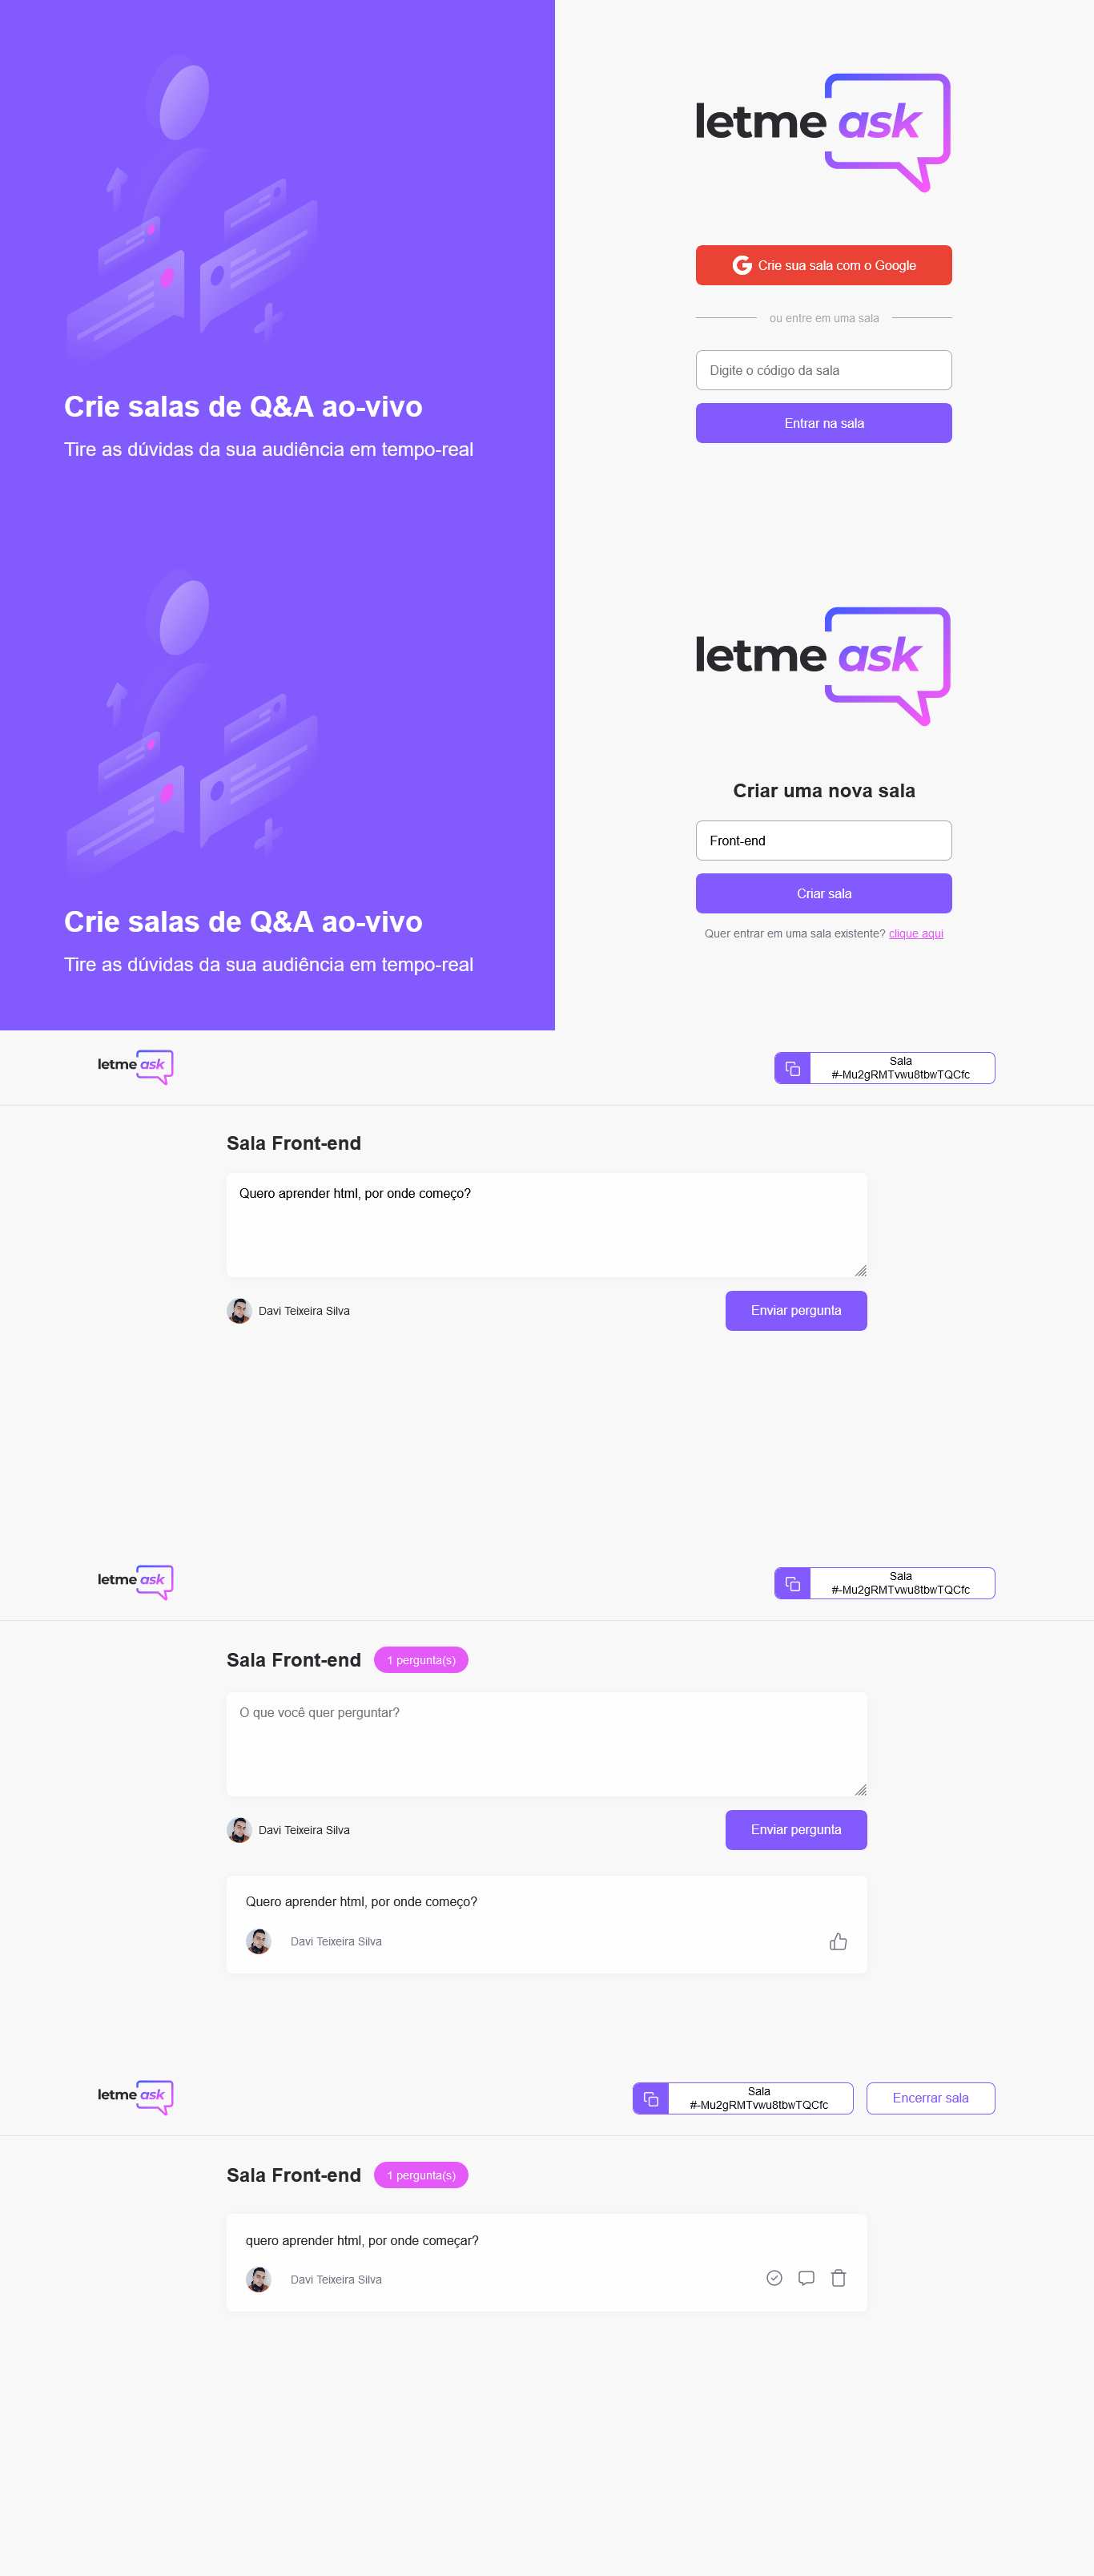 letme ask
Crie sua sala com o Google
ou entre em uma sala
Digite o código da sala
Entrar na sala
Crie salas de Q&A ao-vivo
Tire as dúvidas da sua audiência em tempo-real
letme ask
Criar uma nova sala
Front-end
Criar sala
Quer entrar em uma sala existente? clique aqui
Crie salas de Q&A ao-vivo
Tire as dúvidas da sua audiência em tempo-real
letme ask
Sala
#-Mu2gRMTvwu8tbwTQCfc
Sala Front-end
Quero aprender html, por onde começo?
Davi Teixeira Silva
Enviar pergunta
letme ask
Sala
#-Mu2gRMTvwu8tbwTQCfc
Sala Front-end
1 pergunta(s)
O que você quer perguntar?
Davi Teixeira Silva
Enviar pergunta
Quero aprender html, por onde começo?
Davi Teixeira Silva
letme ask
Sala
#-Mu2gRMTvwu8tbwTQCfc
Encerrar sala
Sala Front-end
1 pergunta(s)
quero aprender html, por onde começar?
Davi Teixeira Silva